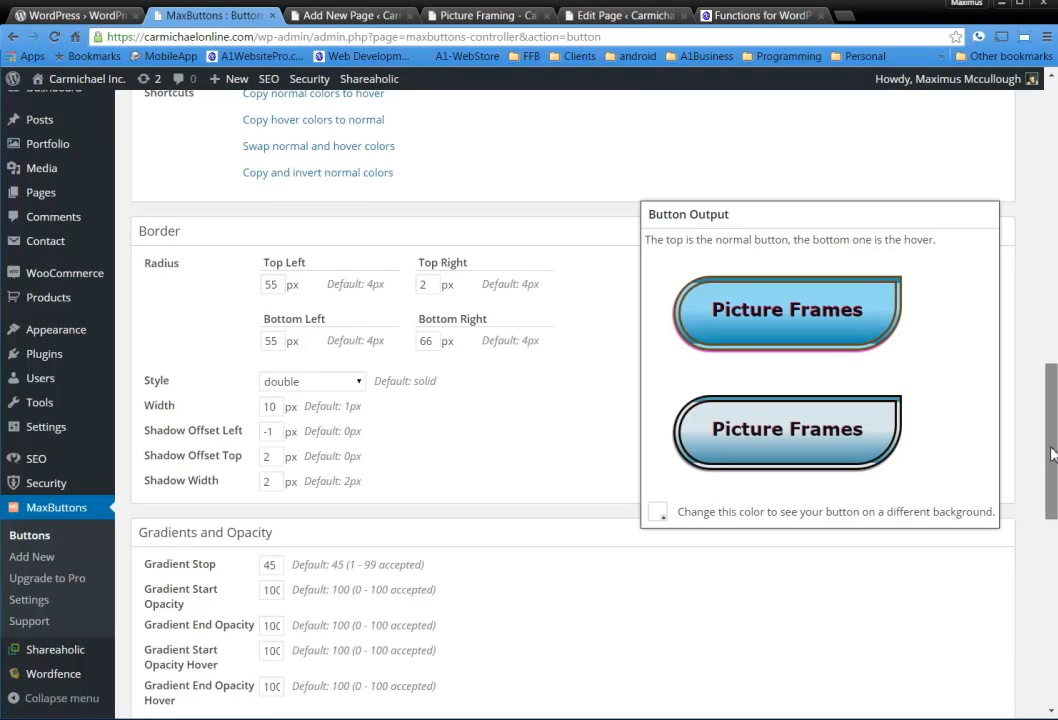 Maximus
WordPress › WordPr
MaxButtons : Button
Add New Page ‹ Carm
Picture Framing - Ca
Edit Page ‹ Carmicha
Functions for WordP
https://carmichaelonline.com/wp-admin/admin.php?page=maxbuttons-controller&action=button
Apps
Bookmarks
MobileApp
A1WebsitePro.c...
Web Developm...
A1-WebStore
FFB
Clients
android
A1Business
Programming
Personal
»
Other bookmarks
Carmichael Inc.
2
0
+ New
SEO
Security
Shareaholic
Howdy, Maximus Mccullough
Dashboard
Posts
Portfolio
Media
Pages
Comments
Contact
WooCommerce
Products
Appearance
Plugins
Users
Tools
Settings
SEO
Security
MaxButtons
Buttons
Add New
Upgrade to Pro
Settings
Support
Shareaholic
Wordfence
Collapse menu
Shortcuts
Copy normal colors to hover
Copy hover colors to normal
Swap normal and hover colors
Copy and invert normal colors
Border
Radius
Top Left
Top Right
55 px Default: 4px
2 px Default: 4px
Bottom Left
Bottom Right
55 px Default: 4px
66 px Default: 4px
Style double Default: solid
Width 10 px Default: 1px
Shadow Offset Left -1 px Default: 0px
Shadow Offset Top 2 px Default: 0px
Shadow Width 2 px Default: 2px
Gradients and Opacity
Gradient Stop 45 Default: 45 (1 - 99 accepted)
Gradient Start
Opacity
100 Default: 100 (0 - 100 accepted)
Gradient End Opacity 100 Default: 100 (0 - 100 accepted)
Gradient Start
Opacity Hover
100 Default: 100 (0 - 100 accepted)
Gradient End Opacity
Hover
100 Default: 100 (0 - 100 accepted)
Button Output
The top is the normal button, the bottom one is the hover.
Picture Frames
Picture Frames
Change this color to see your button on a different background.